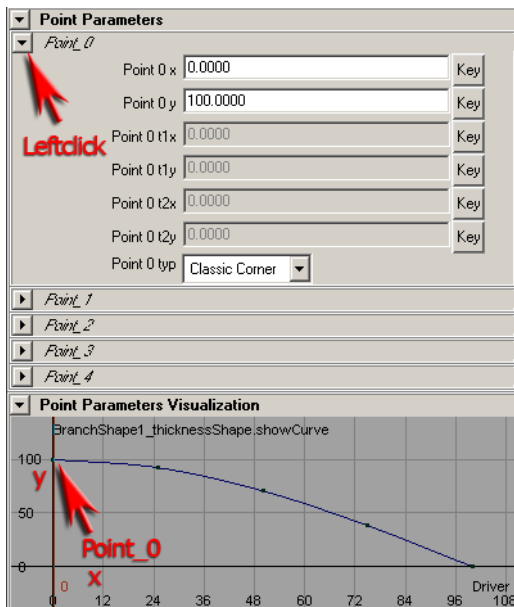 Point Parameters
Point_0
Point 0 x 0.0000 Key
Point 0 y 100.0000 Key
Leftclick
Point 0 t1x 0.0000 Key
Point 0 t1y 0.0000 Key
Point 0 t2x 0.0000 Key
Point 0 t2y 0.0000 Key
Point 0 typ Classic Corner
Point_1
Point_2
Point_3
Point_4
Point Parameters Visualization
BranchShape1_thicknessShape.showCurve
100
y
50
Point_0
0
x
0 Driver
0 12 24 36 48 60 72 84 96 108